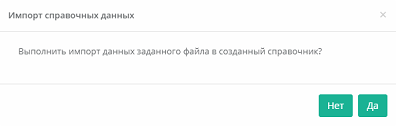 Импорт справочных данных ×
Выполнить импорт данных заданного файла в созданный справочник?
Нет Да